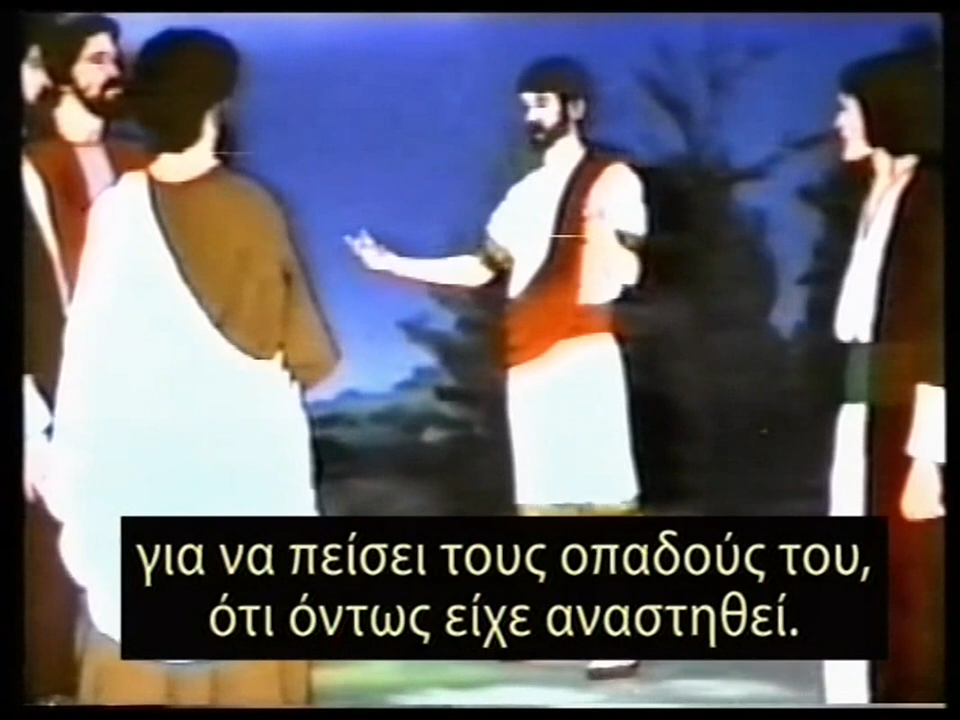 για να πείσει τους οπαδούς του,
ότι όντως είχε αναστηθεί.